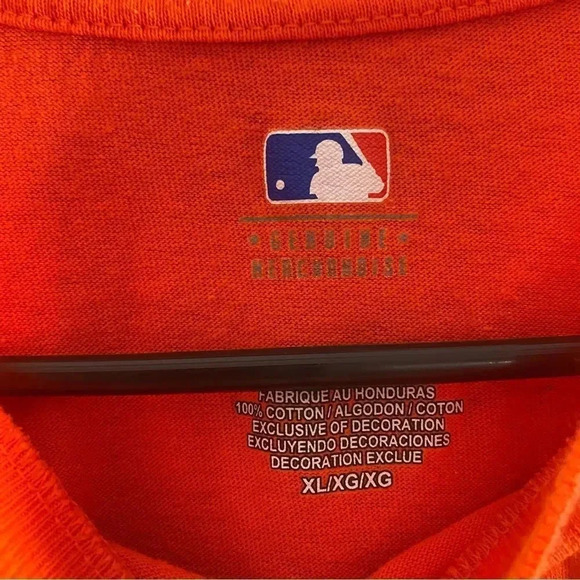 ★ GENUINE ★
MERCHANDISE
FABRIQUE AU HONDURAS
100% COTTON / ALGODON / COTON
EXCLUSIVE OF DECORATION
EXCLUYENDO DECORACIONES
DECORATION EXCLUE
XL/XG/XG